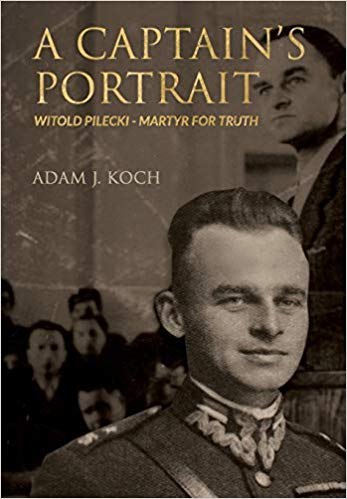 A CAPTAIN'S
PORTRAIT
WITOLD PILECKI - MARTYR FOR TRUTH
ADAM J. KOCH